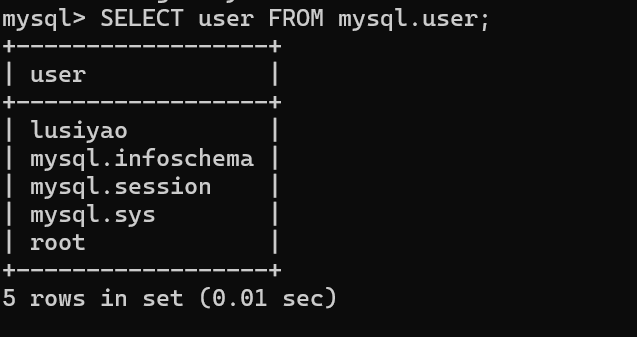 mysql> SELECT user FROM mysql.user;
+------------------+
| user             |
+------------------+
| lusiyao          |
| mysql.infoschema |
| mysql.session    |
| mysql.sys        |
| root             |
+------------------+
5 rows in set (0.01 sec)